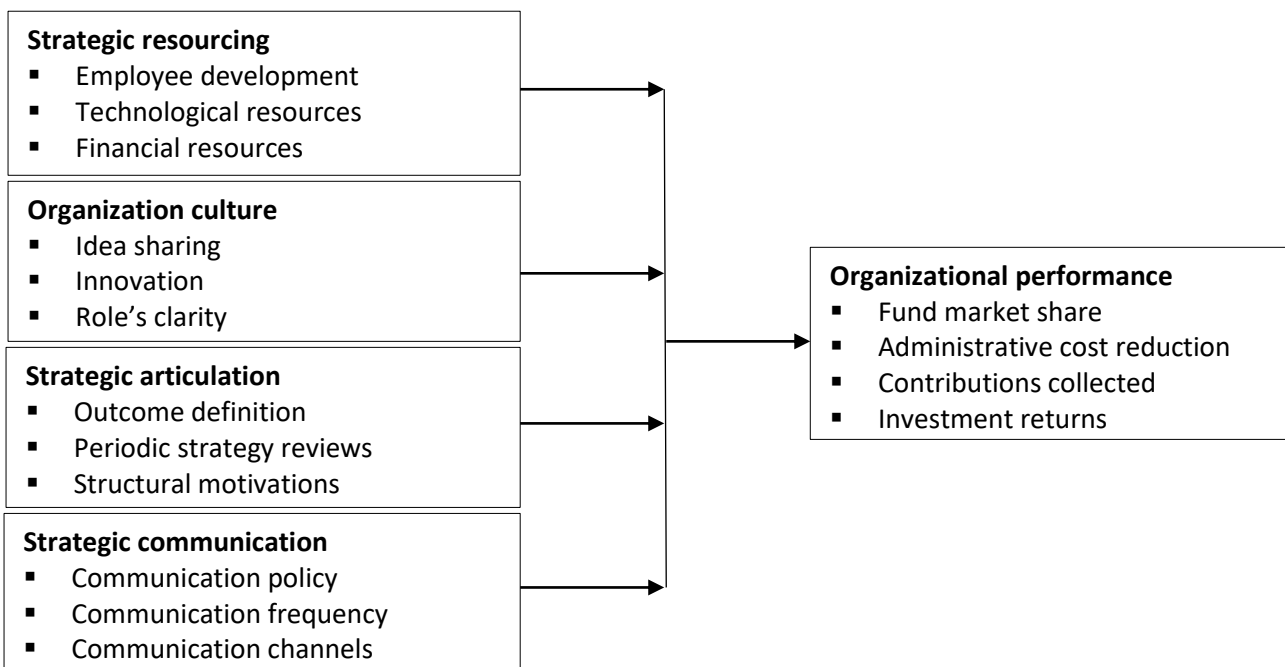 Strategic resourcing
▪ Employee development
▪ Technological resources
▪ Financial resources
Organization culture
▪ Idea sharing
▪ Innovation
▪ Role’s clarity
Strategic articulation
▪ Outcome definition
▪ Periodic strategy reviews
▪ Structural motivations
Strategic communication
▪ Communication policy
▪ Communication frequency
▪ Communication channels
Organizational performance
▪ Fund market share
▪ Administrative cost reduction
▪ Contributions collected
▪ Investment returns